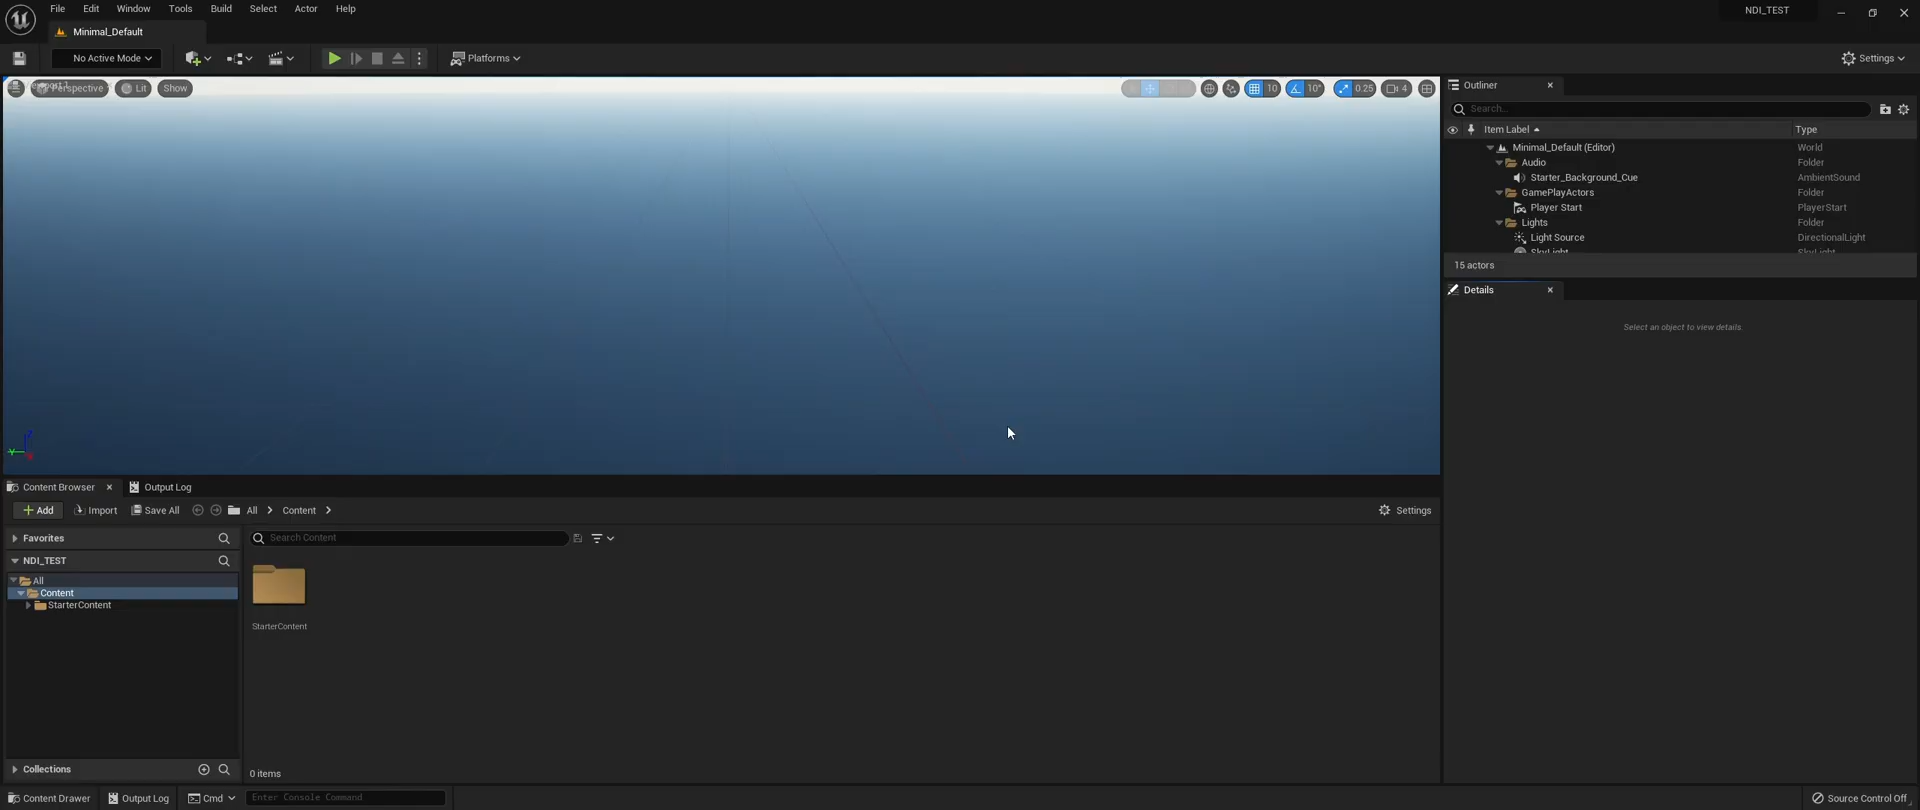 File Edit Window Tools Build Select Actor Help
NDI_TEST
Minimal_Default
No Active Mode
Platforms
Settings
Perspective Lit Show
10 10° 0.25 4
Outliner
Search...
Item Label Type
Minimal_Default (Editor) World
Audio Folder
Starter_Background_Cue AmbientSound
GamePlayActors Folder
Player Start PlayerStart
Lights Folder
Light Source DirectionalLight
SkyLight SkyLight
15 actors
Details
Select an object to view details.
Z
Y
Content Browser Output Log
Add Import Save All All Content Settings
Favorites
Search Content
NDI_TEST
All
Content
StarterContent
StarterContent
Collections
0 items
Content Drawer Output Log Cmd Enter Console Command Source Control Off